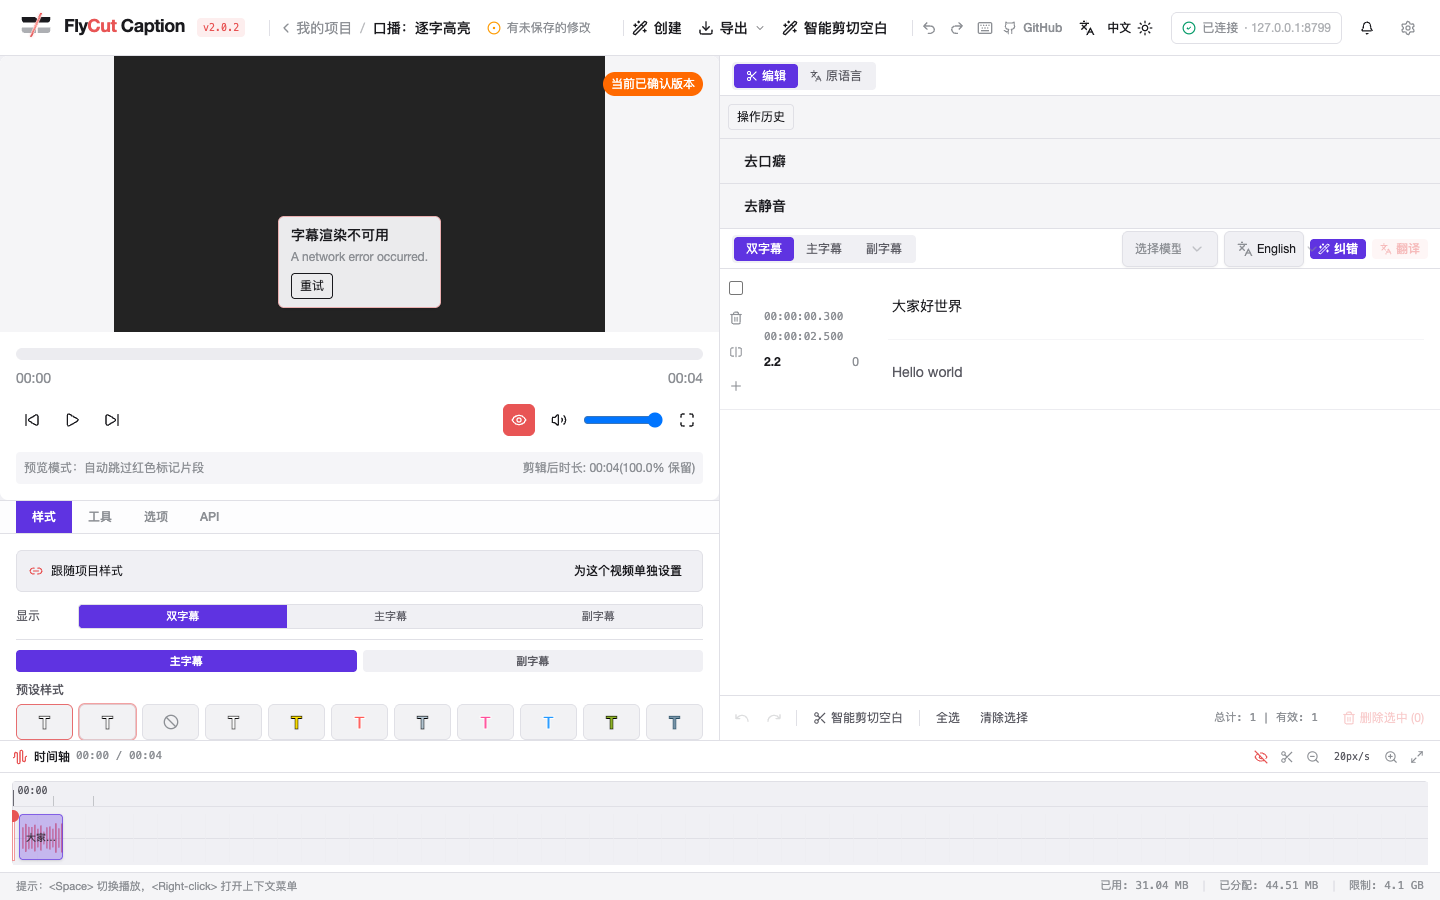 FlyCut Caption v2.0.2 我的项目 / 口播：逐字高亮 有未保存的修改 创建 导出 智能剪切空白 GitHub 中文 已连接 · 127.0.0.1:8799
当前已确认版本
字幕渲染不可用
A network error occurred.
重试
00:00 00:04
预览模式：自动跳过红色标记片段 剪辑后时长: 00:04(100.0% 保留)
样式 工具 选项 API
跟随项目样式 为这个视频单独设置
显示 双字幕 主字幕 副字幕
主字幕 副字幕
预设样式
T T T T T T T T T T
编辑 原语言
操作历史
去口癖
去静音
双字幕 主字幕 副字幕 选择模型 English 纠错 翻译
00:00:00.300
00:00:02.500
2.2 0
大家好世界
Hello world
智能剪切空白 全选 清除选择 总计: 1 | 有效: 1 删除选中 (0)
时间轴 00:00 / 00:04 20px/s
00:00
大家...
提示：<Space> 切换播放，<Right-click> 打开上下文菜单 已用: 31.04 MB 已分配: 44.51 MB 限制: 4.1 GB